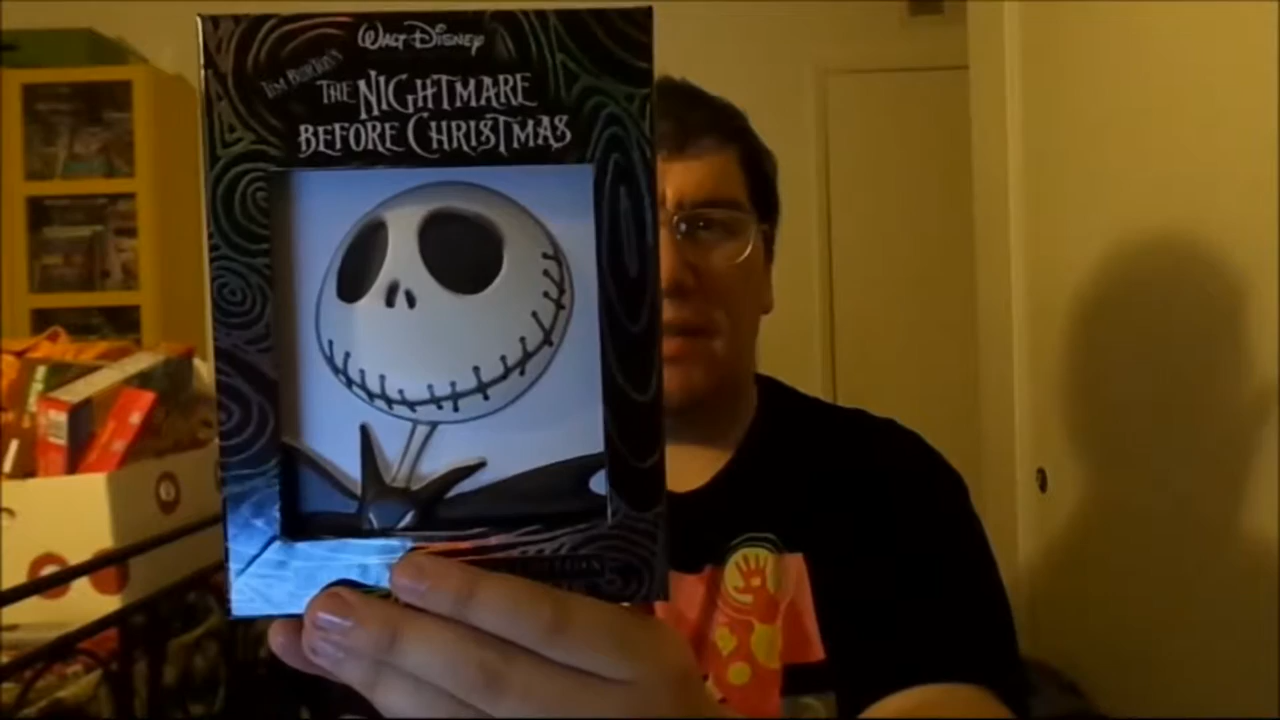 Walt Disney
Tim Burton's
THE NIGHTMARE
BEFORE CHRISTMAS